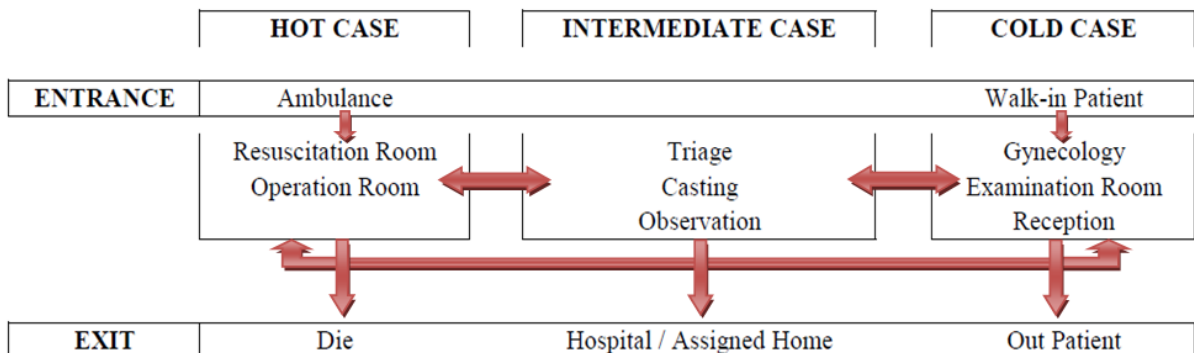 HOT CASE INTERMEDIATE CASE COLD CASE
ENTRANCE Ambulance Walk-in Patient
Resuscitation Room Triage Gynecology
Operation Room Casting Examination Room
Observation Reception
EXIT Die Hospital / Assigned Home Out Patient